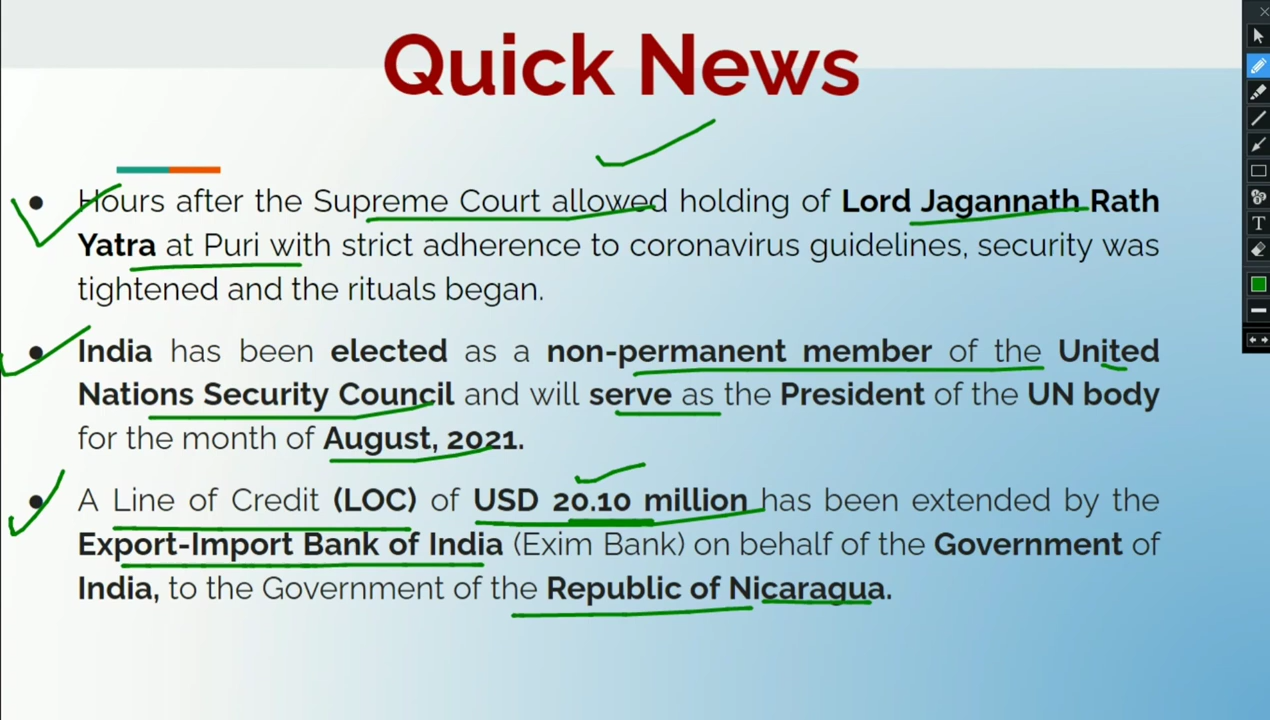 Quick News
● Hours after the Supreme Court allowed holding of Lord Jagannath Rath
Yatra at Puri with strict adherence to coronavirus guidelines, security was
tightened and the rituals began.
● India has been elected as a non-permanent member of the United
Nations Security Council and will serve as the President of the UN body
for the month of August, 2021.
● A Line of Credit (LOC) of USD 20.10 million has been extended by the
Export-Import Bank of India (Exim Bank) on behalf of the Government of
India, to the Government of the Republic of Nicaragua.